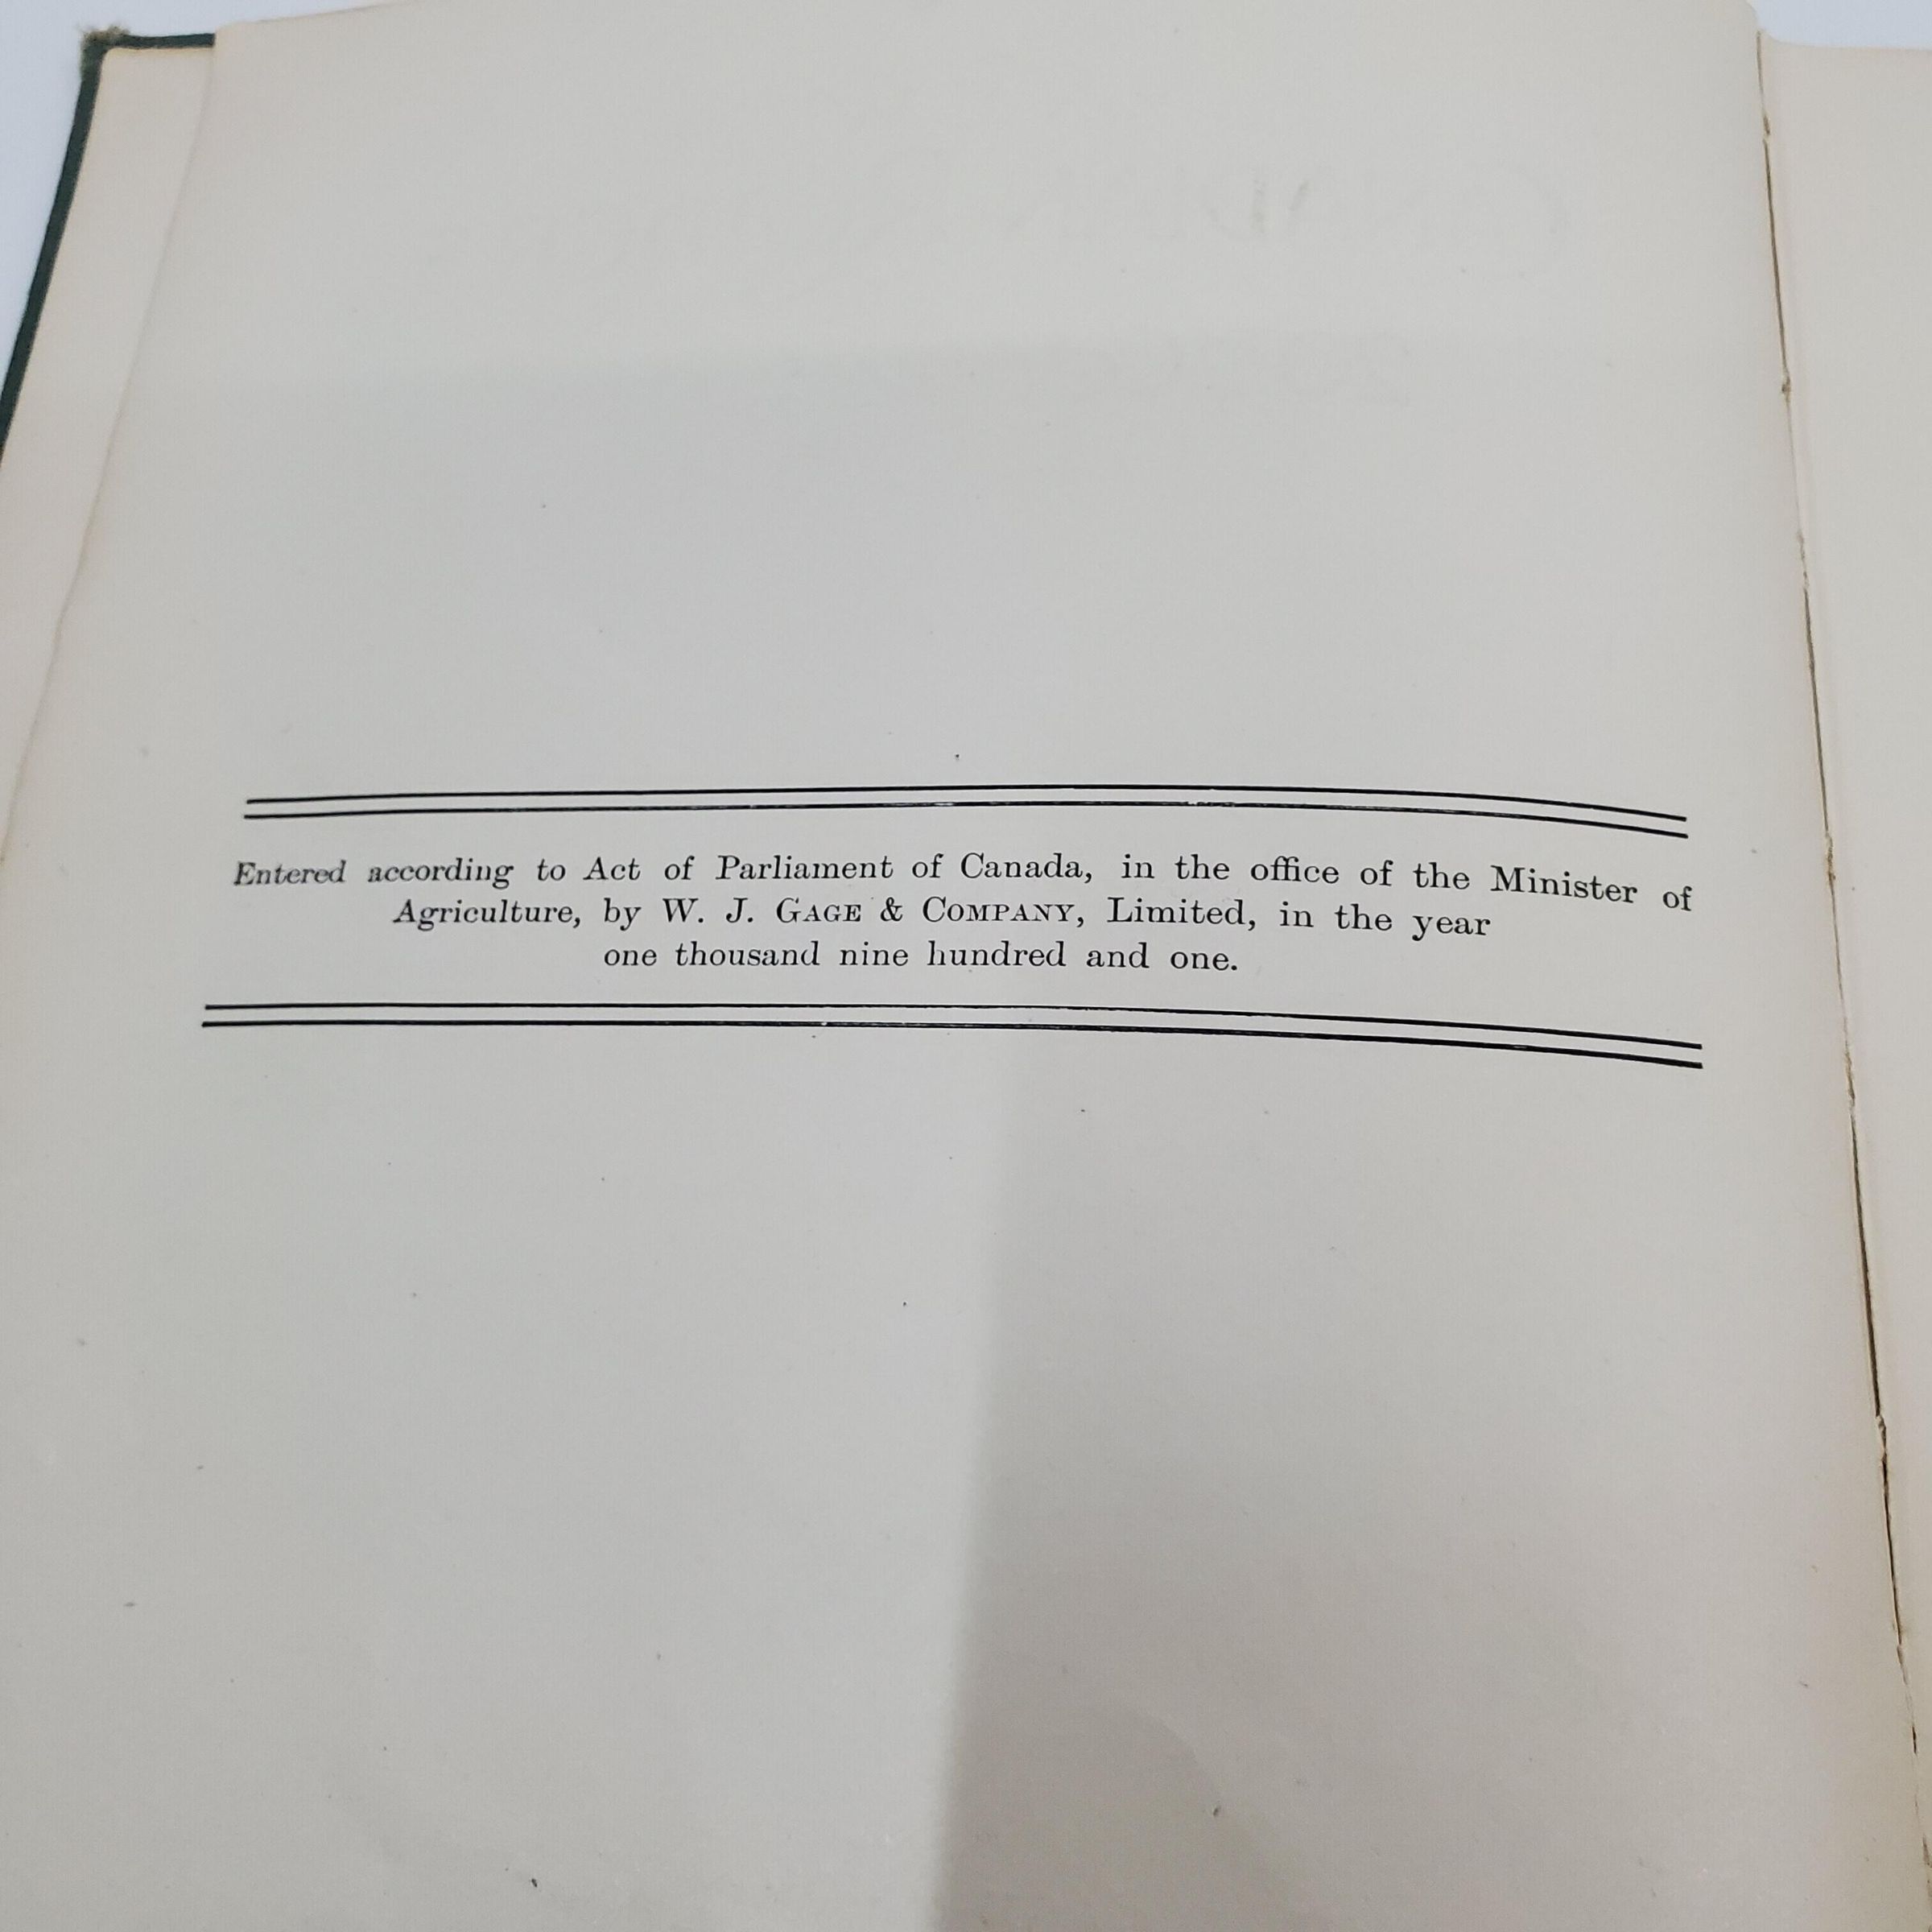 Entered according to Act of Parliament of Canada, in the office of the Minister of
Agriculture, by W. J. GAGE & COMPANY, Limited, in the year
one thousand nine hundred and one.